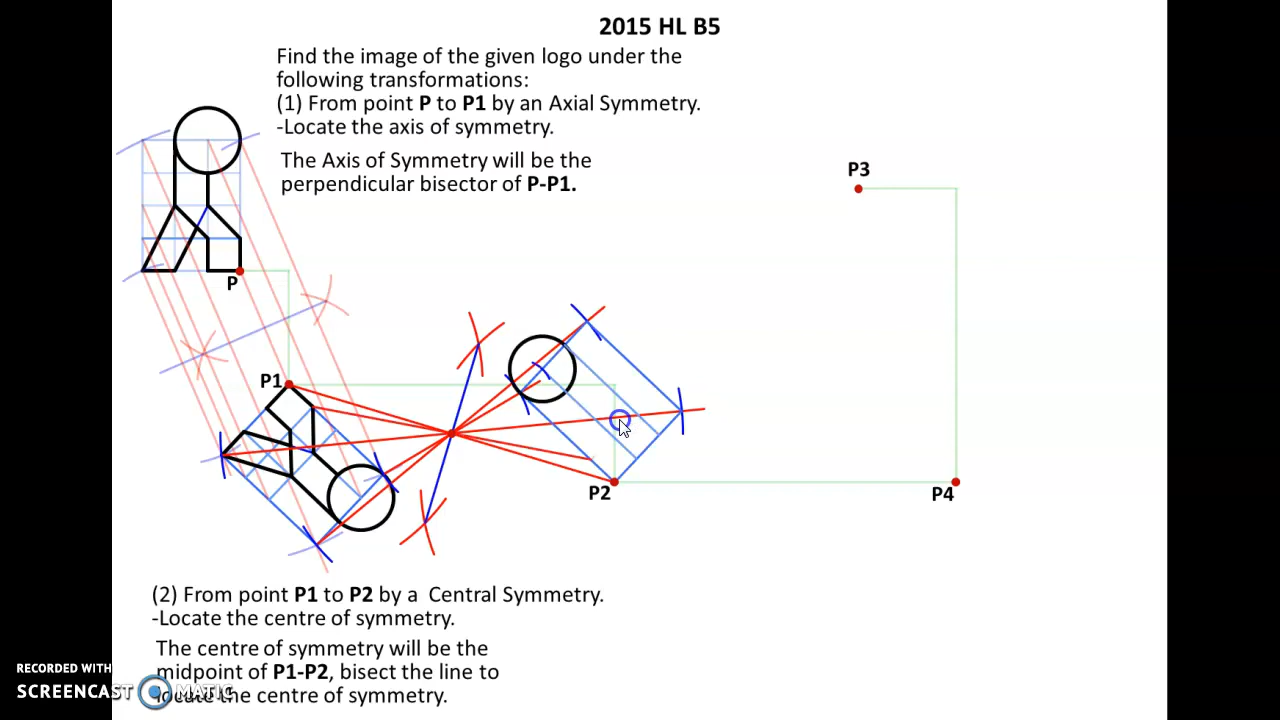 2015 HL B5
Find the image of the given logo under the
following transformations:
(1) From point P to P1 by an Axial Symmetry.
-Locate the axis of symmetry.
The Axis of Symmetry will be the
perpendicular bisector of P-P1.
P3
P
P1
P2
P4
(2) From point P1 to P2 by a Central Symmetry.
-Locate the centre of symmetry.
The centre of symmetry will be the
midpoint of P1-P2, bisect the line to
locate the centre of symmetry.
RECORDED WITH
SCREENCAST MATIC